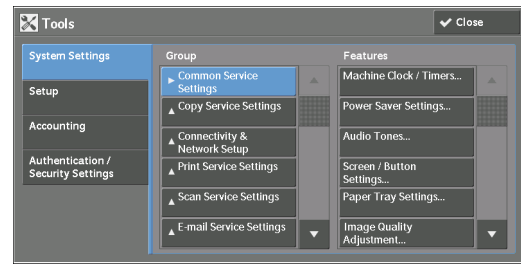 Tools
Close
System Settings
Setup
Accounting
Authentication /
Security Settings
Group
Common Service
Settings
Copy Service Settings
Connectivity &
Network Setup
Print Service Settings
Scan Service Settings
E-mail Service Settings
Features
Machine Clock / Timers...
Power Saver Settings...
Audio Tones...
Screen / Button
Settings...
Paper Tray Settings...
Image Quality
Adjustment...